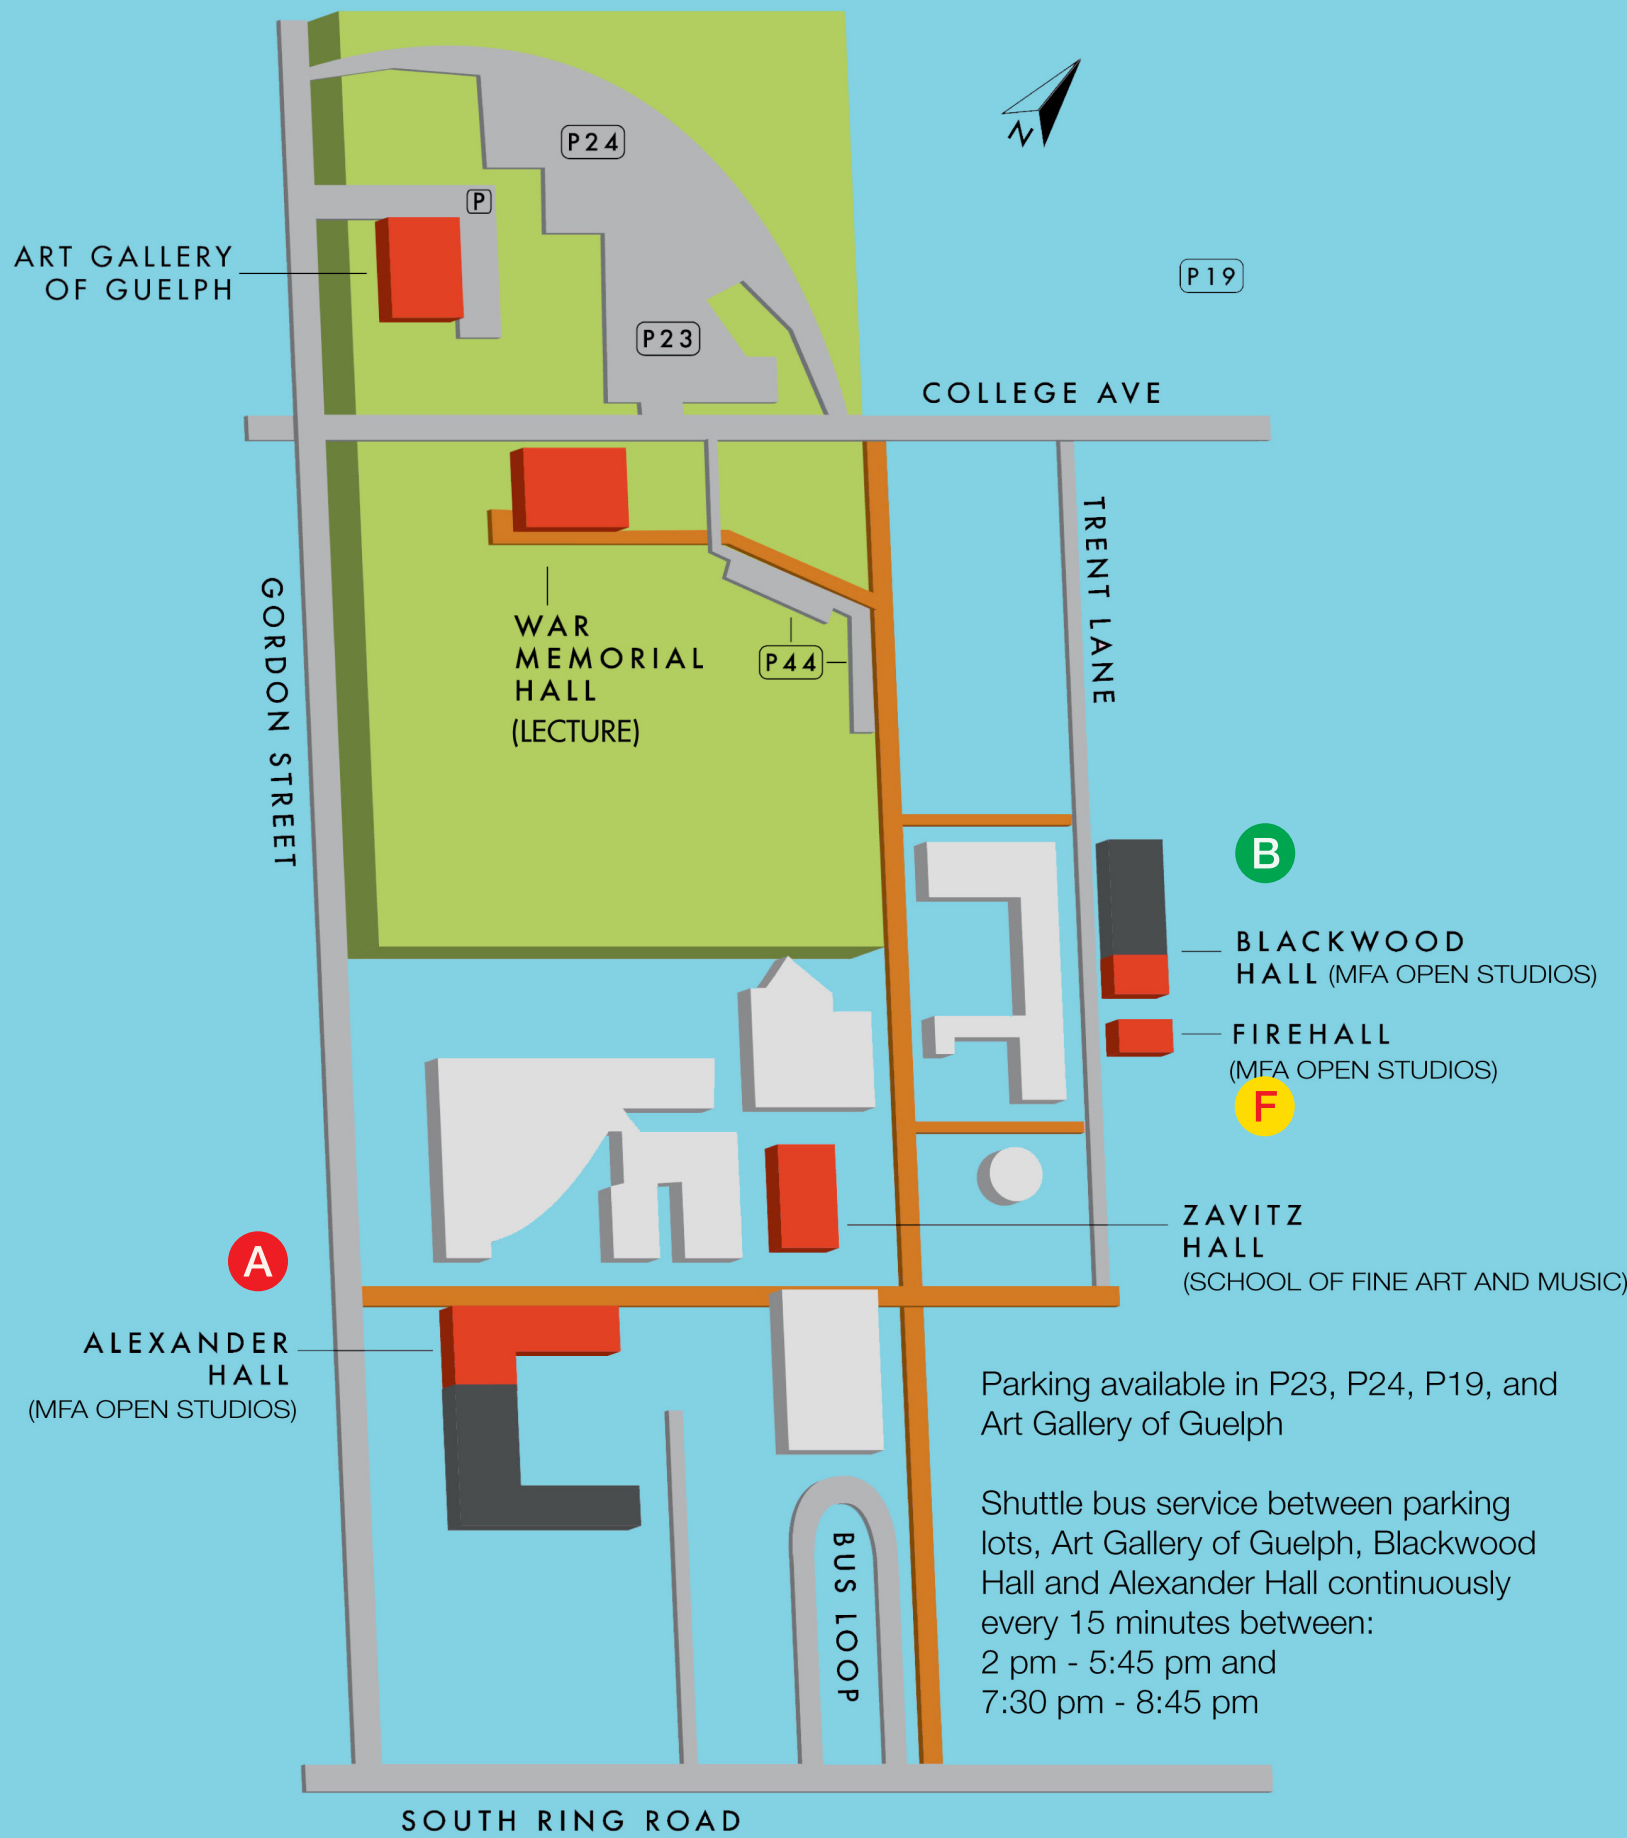 P24
N
P
ART GALLERY
OF GUELPH
P19
P23
COLLEGE AVE
TRENT LANE
GORDON STREET
WAR
MEMORIAL
HALL
(LECTURE)
P44
B
BLACKWOOD
HALL (MFA OPEN STUDIOS)
FIREHALL
(MFA OPEN STUDIOS)
F
ZAVITZ
HALL
(SCHOOL OF FINE ART AND MUSIC)
A
ALEXANDER
HALL
(MFA OPEN STUDIOS)
Parking available in P23, P24, P19, and
Art Gallery of Guelph
Shuttle bus service between parking
lots, Art Gallery of Guelph, Blackwood
Hall and Alexander Hall continuously
every 15 minutes between:
2 pm - 5:45 pm and
7:30 pm - 8:45 pm
BUS LOOP
SOUTH RING ROAD